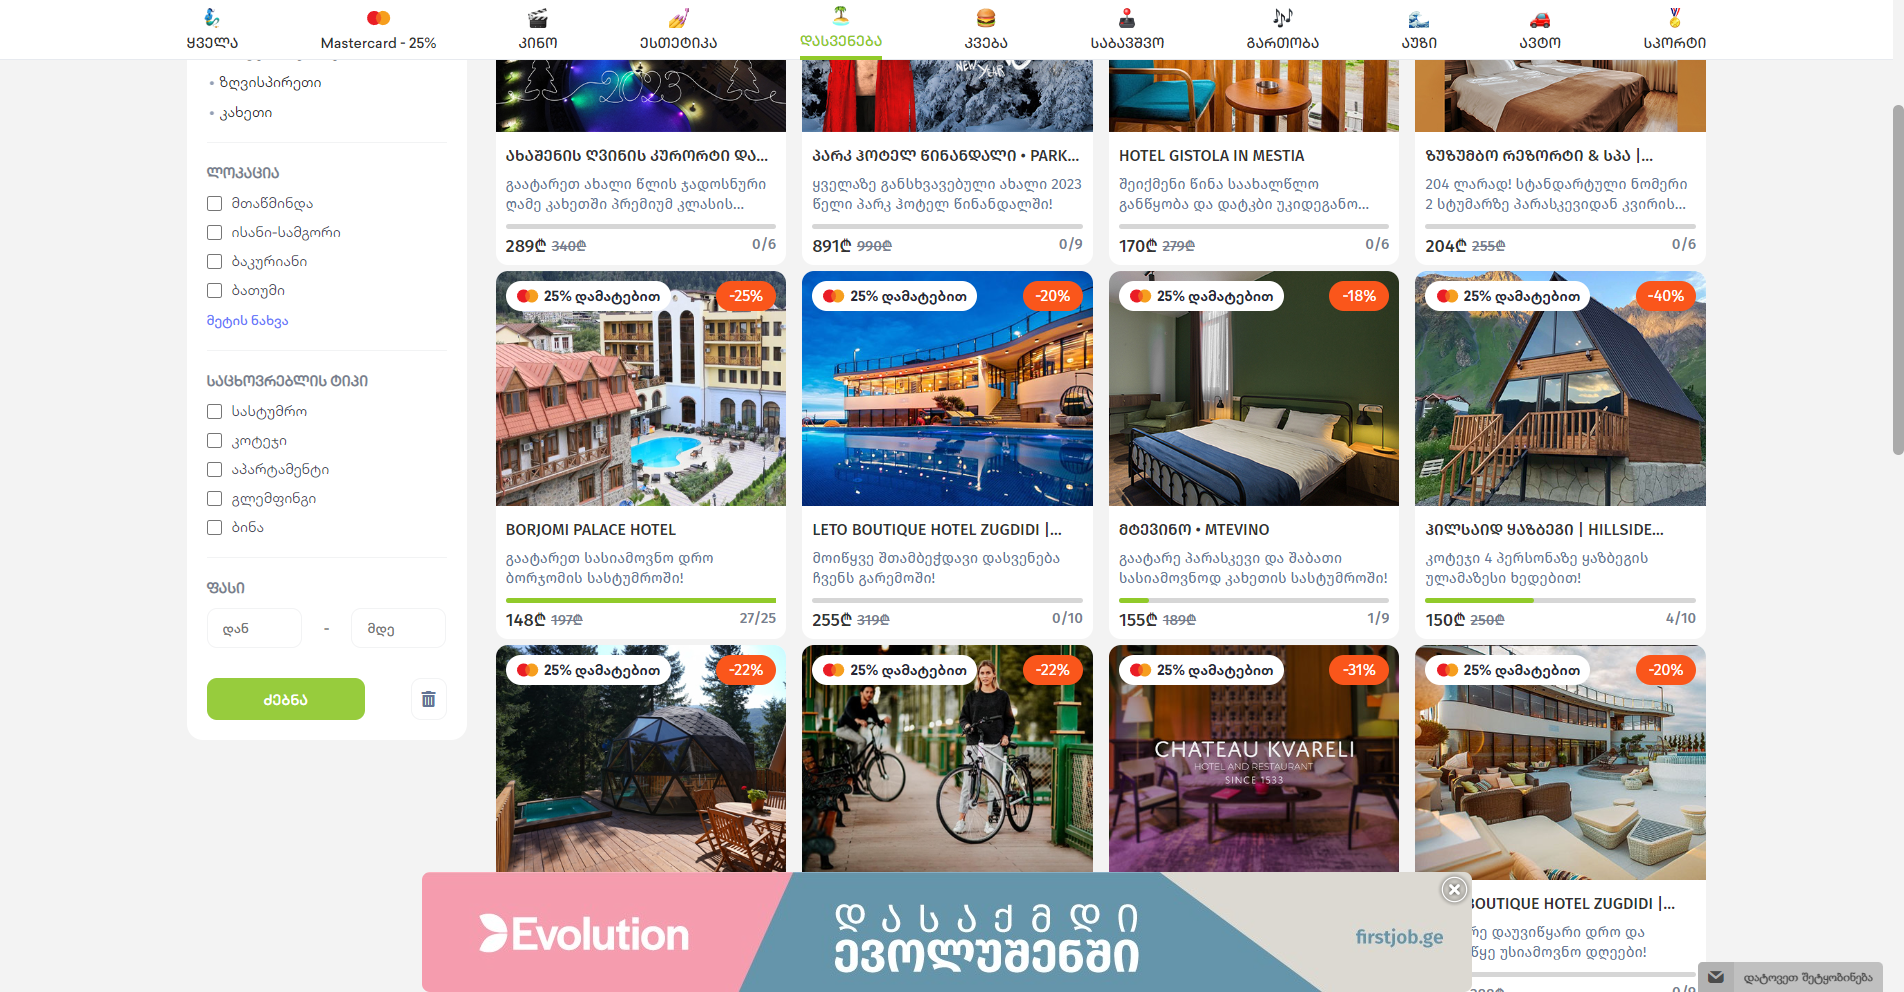 ყველა
Mastercard - 25%
კინო
ესთეტიკა
დასვენება
კვება
საბავშვო
გართობა
აუზი
ავტო
სპორტი
• ზღვისპირეთი
• კახეთი
ლოკაცია
მთაწმინდა
ისანი-სამგორი
ბაკურიანი
ბათუმი
მეტის ნახვა
საცხოვრებლის ტიპი
სასტუმრო
კოტეჯი
აპარტამენტი
გლემფინგი
ბინა
ფასი
დან
-
მდე
ძებნა
2023
ახაშენის ღვინის კურორტი და...
გაატარეთ ახალი წლის ჯადოსნური
ღამე კახეთში პრემიუმ კლასის...
289₾ 340₾ 0/6
NEW YEAR
პარკ ჰოტელ წინანდალი • PARK...
ყველაზე განსხვავებული ახალი 2023
წელი პარკ ჰოტელ წინანდალში!
891₾ 990₾ 0/9
HOTEL GISTOLA IN MESTIA
შეიქმენი წინა საახალწლო
განწყობა და დატკბი უკიდეგანო...
170₾ 279₾ 0/6
ზუზუმბო რეზორტი & სპა |...
204 ლარად! სტანდარტული ნომერი
2 სტუმარზე პარასკევიდან კვირის...
204₾ 255₾ 0/6
25% დამატებით -25%
BORJOMI PALACE HOTEL
გაატარეთ სასიამოვნო დრო
ბორჯომის სასტუმროში!
148₾ 197₾ 27/25
25% დამატებით -20%
LETO BOUTIQUE HOTEL ZUGDIDI |...
მოიწყვე შთამბეჭდავი დასვენება
ჩვენს გარემოში!
255₾ 319₾ 0/10
25% დამატებით -18%
მტევინო • MTEVINO
გაატარე პარასკევი და შაბათი
სასიამოვნოდ კახეთის სასტუმროში!
155₾ 189₾ 1/9
25% დამატებით -40%
ჰილსაიდ ყაზბეგი | HILLSIDE...
კოტეჯი 4 პერსონაზე ყაზბეგის
ულამაზესი ხედებით!
150₾ 250₾ 4/10
25% დამატებით -22%
25% დამატებით -22%
25% დამატებით -31%
CHATEAU KVARELI
HOTEL AND RESTAURANT
SINCE 1533
25% დამატებით -20%
BOUTIQUE HOTEL ZUGDIDI |...
რე დაუვიწყარი დრო და
წყე უსიამოვნო დღეები!
0/9
Evolution
დასაქმდი
ევოლუშენში
firstjob.ge
დატოვეთ შეტყობინება